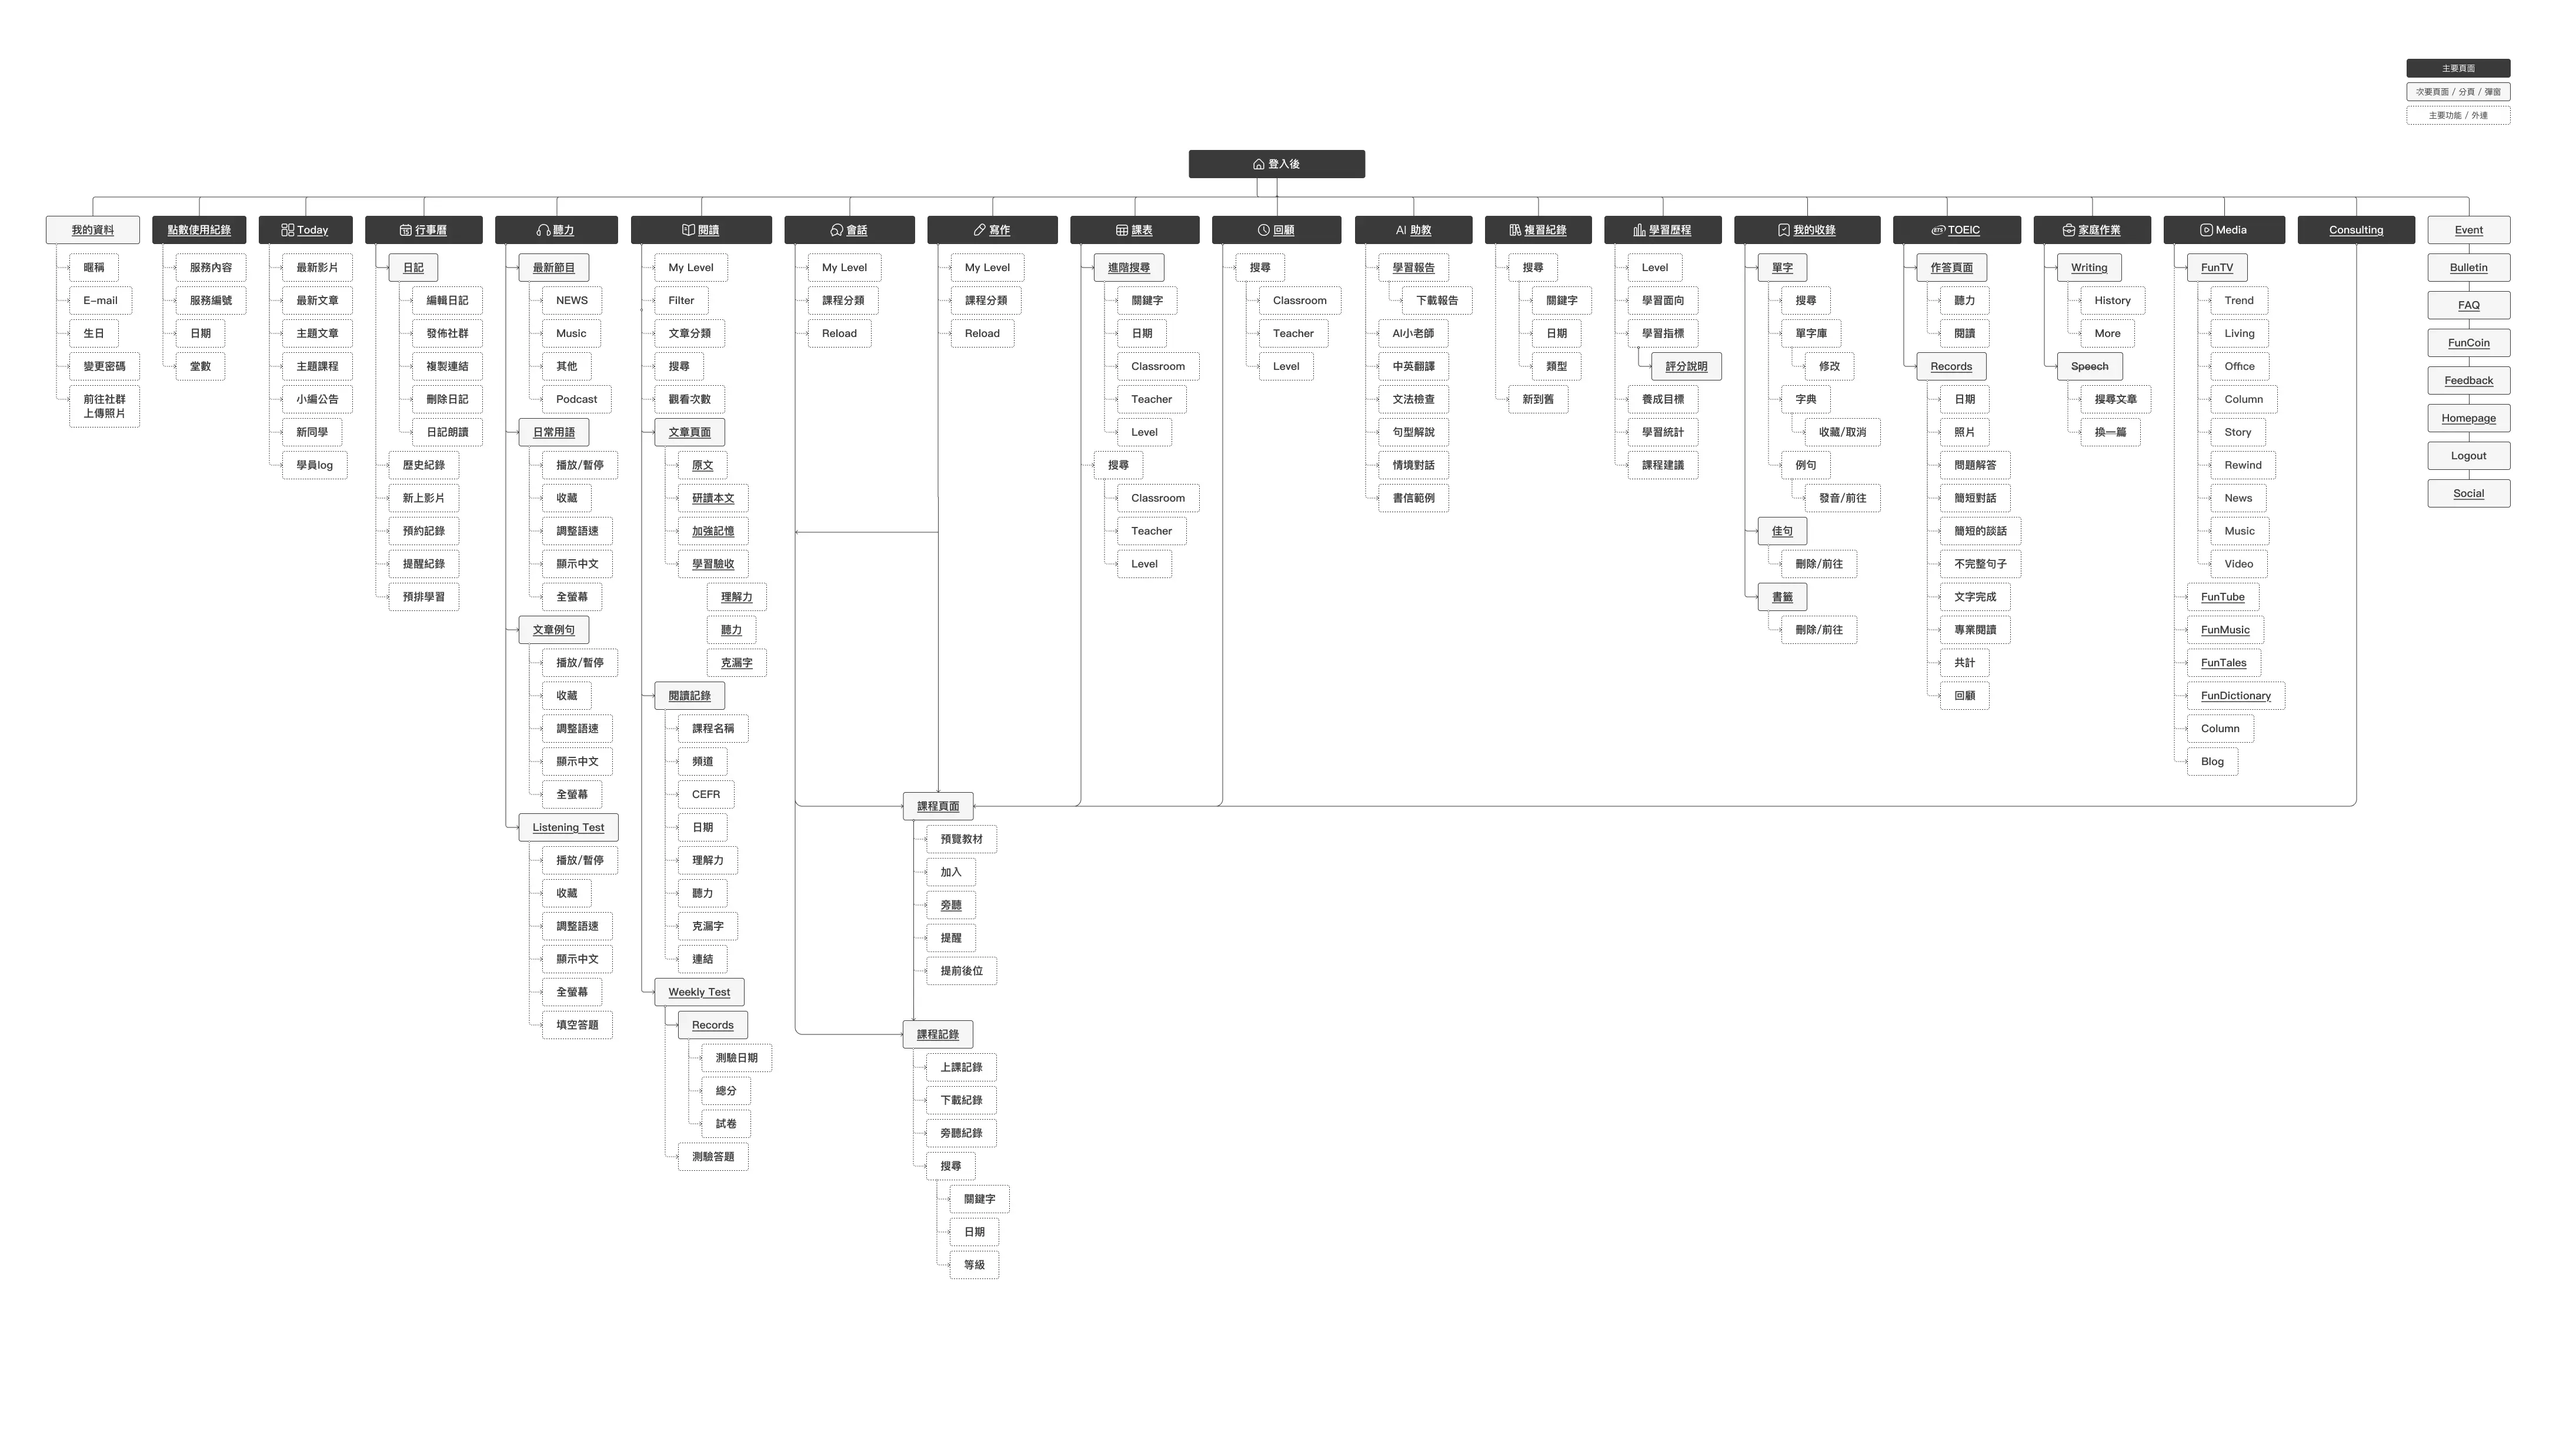 主要頁面
次要頁面 / 分頁 / 彈窗
主要功能 / 外連
登入後
我的資料
暱稱
E-mail
生日
變更密碼
前往社群
上傳照片
點數使用紀錄
服務內容
服務編號
日期
堂數
Today
最新影片
最新文章
主題文章
主題課程
小編公告
新同學
學員log
行事曆
日記
編輯日記
發佈社群
複製連結
刪除日記
日記朗讀
歷史紀錄
新上影片
預約記錄
提醒紀錄
預排學習
聽力
最新節目
NEWS
Music
其他
Podcast
日常用語
播放/暫停
收藏
調整語速
顯示中文
全螢幕
文章例句
播放/暫停
收藏
調整語速
顯示中文
全螢幕
Listening Test
播放/暫停
收藏
調整語速
顯示中文
全螢幕
填空答題
閱讀
My Level
Filter
文章分類
搜尋
觀看次數
文章頁面
原文
研讀本文
加強記憶
學習驗收
理解力
聽力
克漏字
閱讀記錄
課程名稱
頻道
CEFR
日期
理解力
聽力
克漏字
連結
Weekly Test
Records
測驗日期
總分
試卷
測驗答題
會話
My Level
課程分類
Reload
寫作
My Level
課程分類
Reload
課程頁面
預覽教材
加入
旁聽
提醒
提前後位
課程記錄
上課記錄
下載紀錄
旁聽紀錄
搜尋
關鍵字
日期
等級
課表
進階搜尋
關鍵字
日期
Classroom
Teacher
Level
搜尋
Classroom
Teacher
Level
回顧
搜尋
Classroom
Teacher
Level
AI 助教
學習報告
下載報告
AI小老師
中英翻譯
文法檢查
句型解說
情境對話
書信範例
複習紀錄
搜尋
關鍵字
日期
類型
新到舊
學習歷程
Level
學習面向
學習指標
評分說明
養成目標
學習統計
課程建議
我的收錄
單字
搜尋
單字庫
修改
字典
收藏/取消
例句
發音/前往
佳句
刪除/前往
書籤
刪除/前往
ETS TOEIC
作答頁面
聽力
閱讀
Records
日期
照片
問題解答
簡短對話
簡短的談話
不完整句子
文字完成
專業閱讀
共計
回顧
家庭作業
Writing
History
More
Speech
搜尋文章
換一篇
Media
FunTV
Trend
Living
Office
Column
Story
Rewind
News
Music
Video
FunTube
FunMusic
FunTales
FunDictionary
Column
Blog
Consulting
Event
Bulletin
FAQ
FunCoin
Feedback
Homepage
Logout
Social